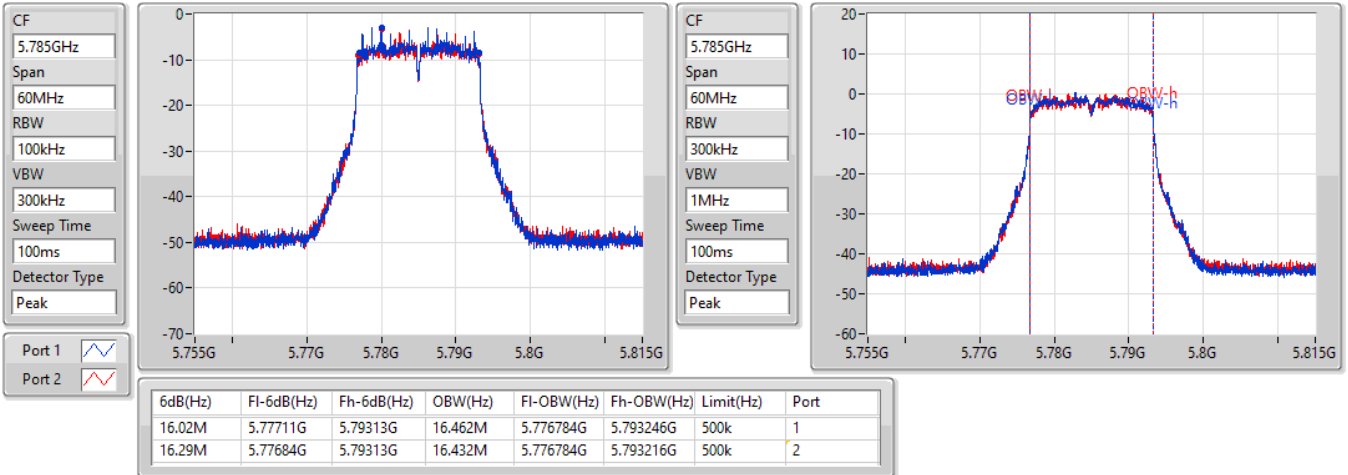 CF
5.785GHz
Span
60MHz
RBW
100kHz
VBW
300kHz
Sweep Time
100ms
Detector Type
Peak
Port 1
Port 2
0
-10
-20
-30
-40
-50
-60
-70
5.755G 5.77G 5.78G 5.79G 5.8G 5.815G
CF
5.785GHz
Span
60MHz
RBW
300kHz
VBW
1MHz
Sweep Time
100ms
Detector Type
Peak
20
10
0
-10
-20
-30
-40
-50
-60
OBW-h
5.755G 5.77G 5.78G 5.79G 5.8G 5.815G
6dB(Hz) Fl-6dB(Hz) Fh-6dB(Hz) OBW(Hz) Fl-OBW(Hz) Fh-OBW(Hz) Limit(Hz) Port
16.02M 5.77711G 5.79313G 16.462M 5.776784G 5.793246G 500k 1
16.29M 5.77684G 5.79313G 16.432M 5.776784G 5.793216G 500k 2